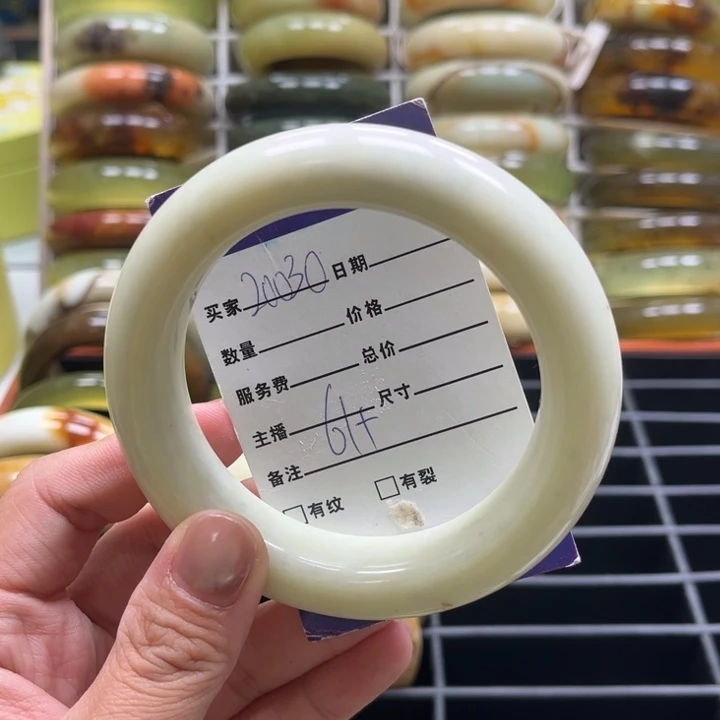 买家 20030 日期
数量 价格
服务费 总价
主播 61+ 尺寸
备注
□有纹 □有裂